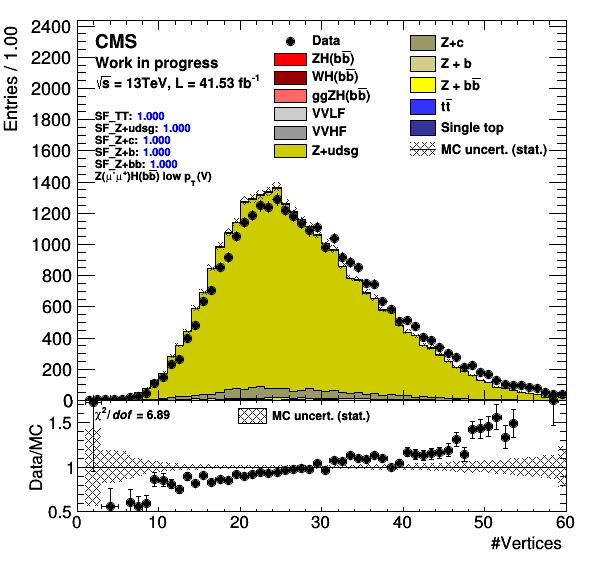 CMS
Work in progress
√s = 13TeV, L = 41.53 fb⁻¹
SF_TT: 1.000
SF_Z+udsg: 1.000
SF_Z+c: 1.000
SF_Z+b: 1.000
SF_Z+bb: 1.000
Z(μ⁻μ⁺)H(bb̅) low p_T(V)
Data
ZH(bb̅)
WH(bb̅)
ggZH(bb̅)
VVLF
VVHF
Z+udsg
Z+c
Z + b
Z + bb̅
tt̅
Single top
MC uncert. (stat.)
Entries / 1.00
2400
2200
2000
1800
1600
1400
1200
1000
800
600
400
200
0
χ²/dof = 6.89
MC uncert. (stat.)
Data/MC
1.5
1
0.5
0 10 20 30 40 50 60
#Vertices